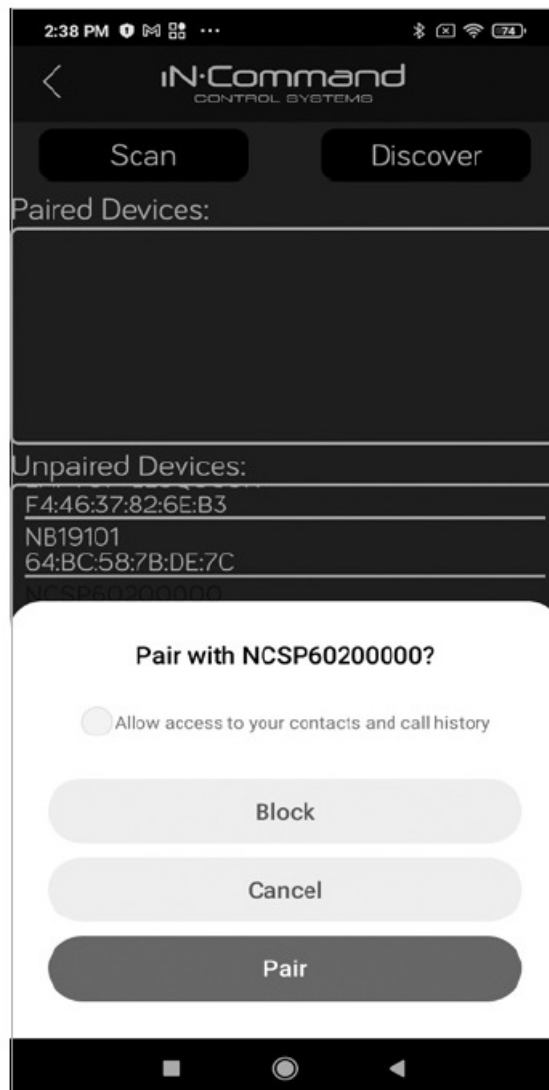 2:38 PM ...
74
iN·Command
CONTROL SYSTEMS
Scan
Discover
Paired Devices:
Unpaired Devices:
F4:46:37:82:6E:B3
NB19101
64:BC:58:7B:DE:7C
NCSP60200000
Pair with NCSP60200000?
Allow access to your contacts and call history
Block
Cancel
Pair